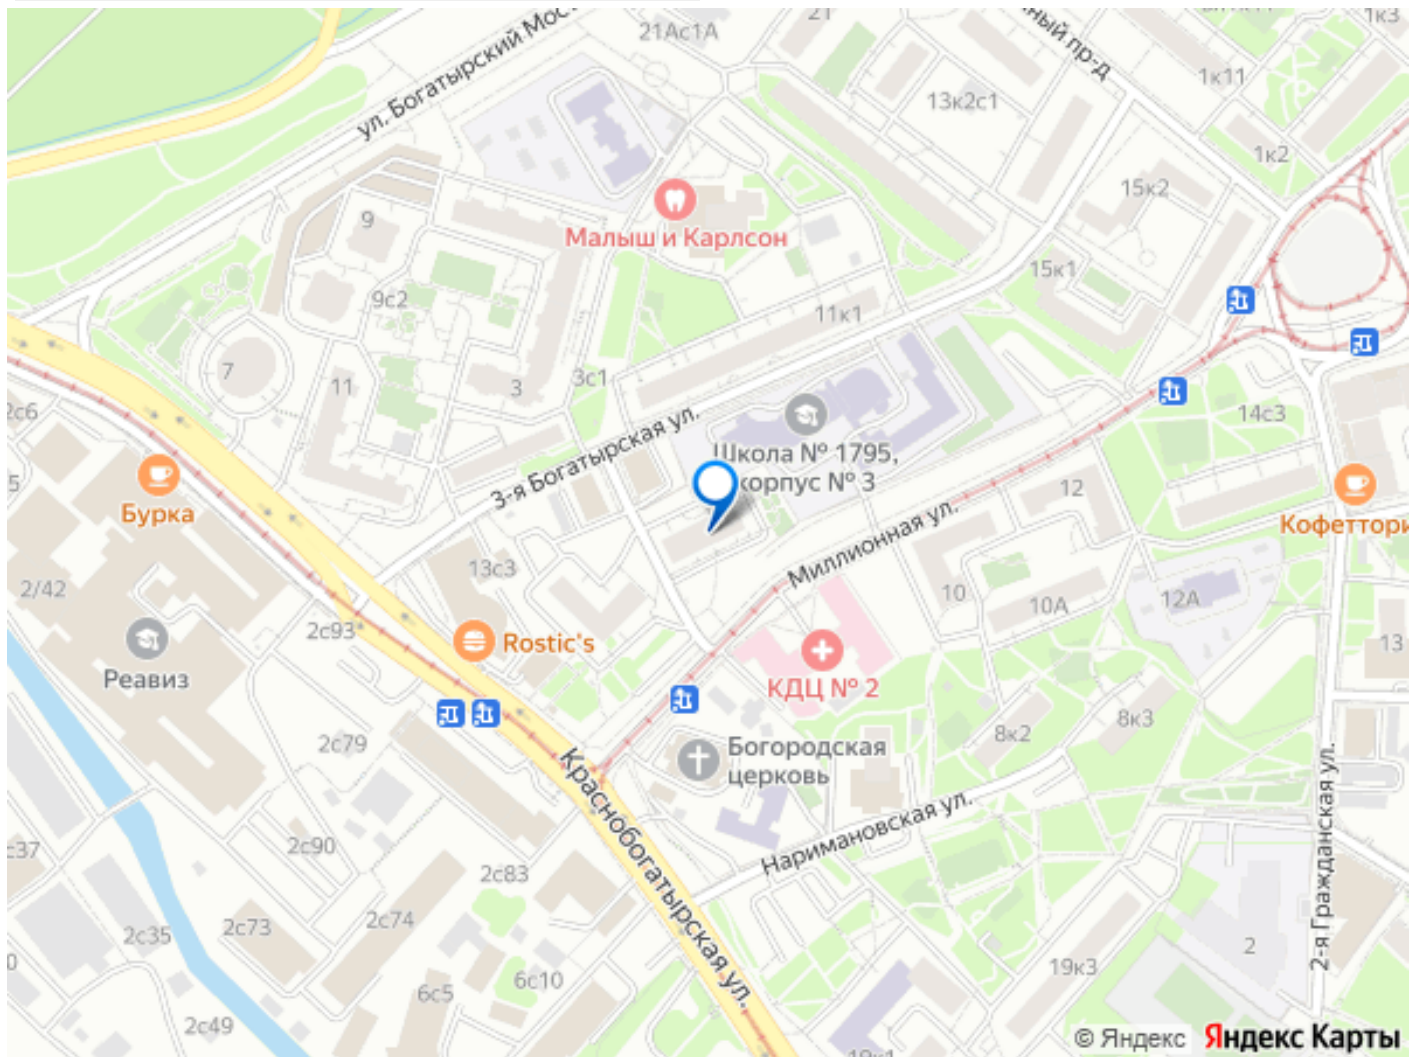 21Ас1А
21
1к3
ул. Богатырский Мост
ный пр-д
1к11
13к2с1
1к2
15к2
9
Малыш и Карлсон
15к1
9с2
11к1
7
11
3
3с1
2с6
14с3
3-я Богатырская ул.
Школа № 1795,
корпус № 3
12
Бурка
Кофеттори
Миллионная ул.
13с3
2/42
10
10А
12А
2с93
Rostic's
13
Реавиз
КДЦ № 2
8к2
8к3
2с79
Богородская
церковь
Краснобогатырская ул.
Наримановская ул.
2-я Гражданская ул.
2с90
2с83
2с73
2с74
2с35
2
19к3
6с10
6с5
2с49
19к1
© Яндекс Яндекс Карты